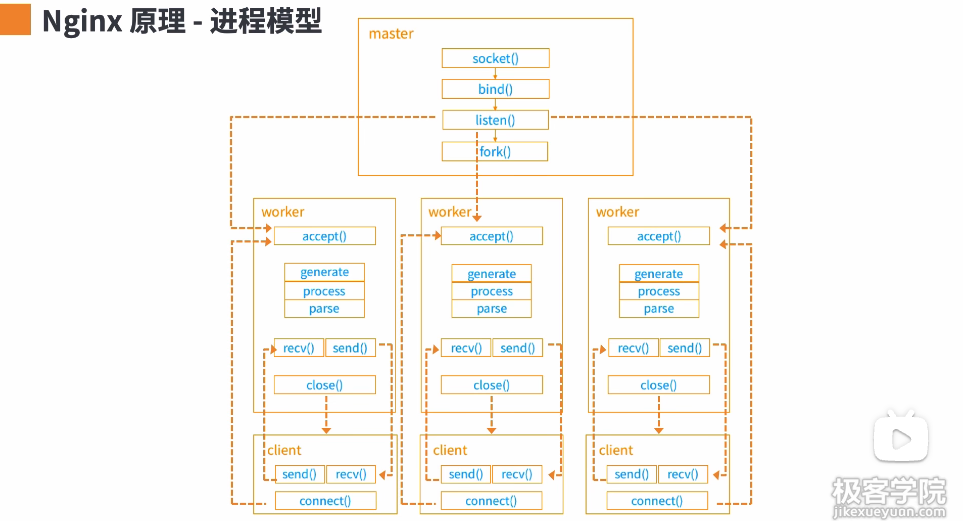 Nginx 原理 - 进程模型
master
socket()
bind()
listen()
fork()
worker
accept()
generate
process
parse
recv() send()
close()
client
send() recv()
connect()
worker
accept()
generate
process
parse
recv() send()
close()
client
send() recv()
connect()
worker
accept()
generate
process
parse
recv() send()
close()
client
send() recv()
connect()
极客学院
jikexueyuan.com